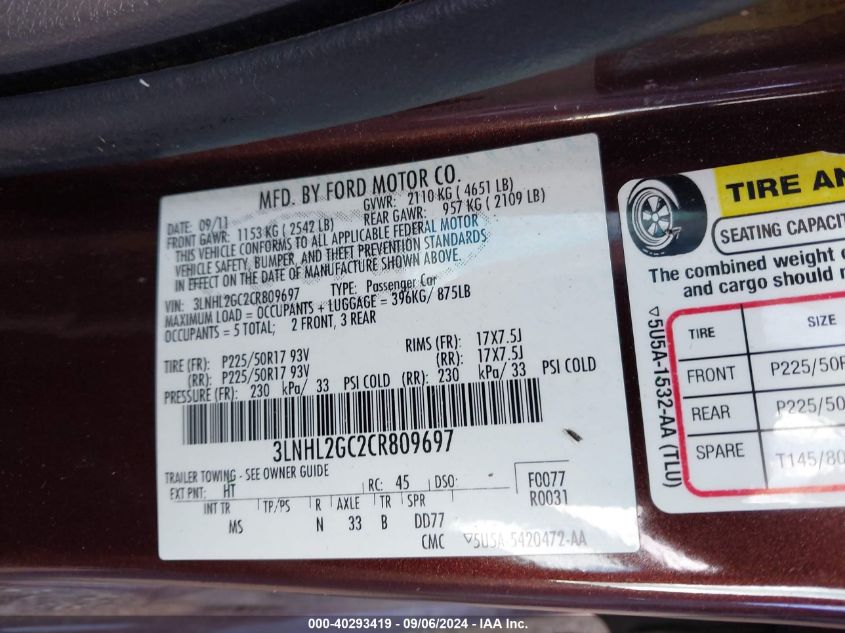 MFD. BY FORD MOTOR CO.
DATE: 09/11 GVWR: 2110 KG ( 4651 LB)
FRONT GAWR: 1153 KG ( 2542 LB) REAR GAWR: 957 KG ( 2109 LB)
THIS VEHICLE CONFORMS TO ALL APPLICABLE FEDERAL MOTOR
VEHICLE SAFETY, BUMPER, AND THEFT PREVENTION STANDARDS
IN EFFECT ON THE DATE OF MANUFACTURE SHOWN ABOVE.
VIN: 3LNHL2GC2CR809697 TYPE: Passenger Car
MAXIMUM LOAD = OCCUPANTS + LUGGAGE = 396KG/ 875LB
OCCUPANTS = 5 TOTAL; 2 FRONT, 3 REAR
TIRE (FR): P225/50R17 93V RIMS (FR): 17X7.5J
(RR): P225/50R17 93V (RR): 17X7.5J
PRESSURE (FR): 230 kPa/ 33 PSI COLD (RR): 230 kPa/ 33 PSI COLD
3LNHL2GC2CR809697
TRAILER TOWING - SEE OWNER GUIDE
EXT PNT: HT RC: 45 DSO: F0077
R0031
INT TR TP/PS R AXLE TR SPR
MS N 33 B DD77
CMC ▽5U5A-5420472-AA
TIRE AN
SEATING CAPACIT
The combined weight o
and cargo should n
▽5U5A-1532-AA (TLU)
TIRE SIZE
FRONT P225/50R
REAR P225/50
SPARE T145/80
000-40293419 - 09/06/2024 - IAA Inc.